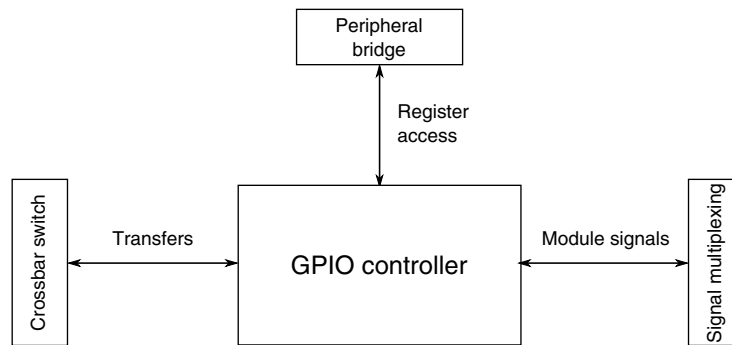 Peripheral
bridge
Register
access
Crossbar switch
Transfers
GPIO controller
Module signals
Signal multiplexing